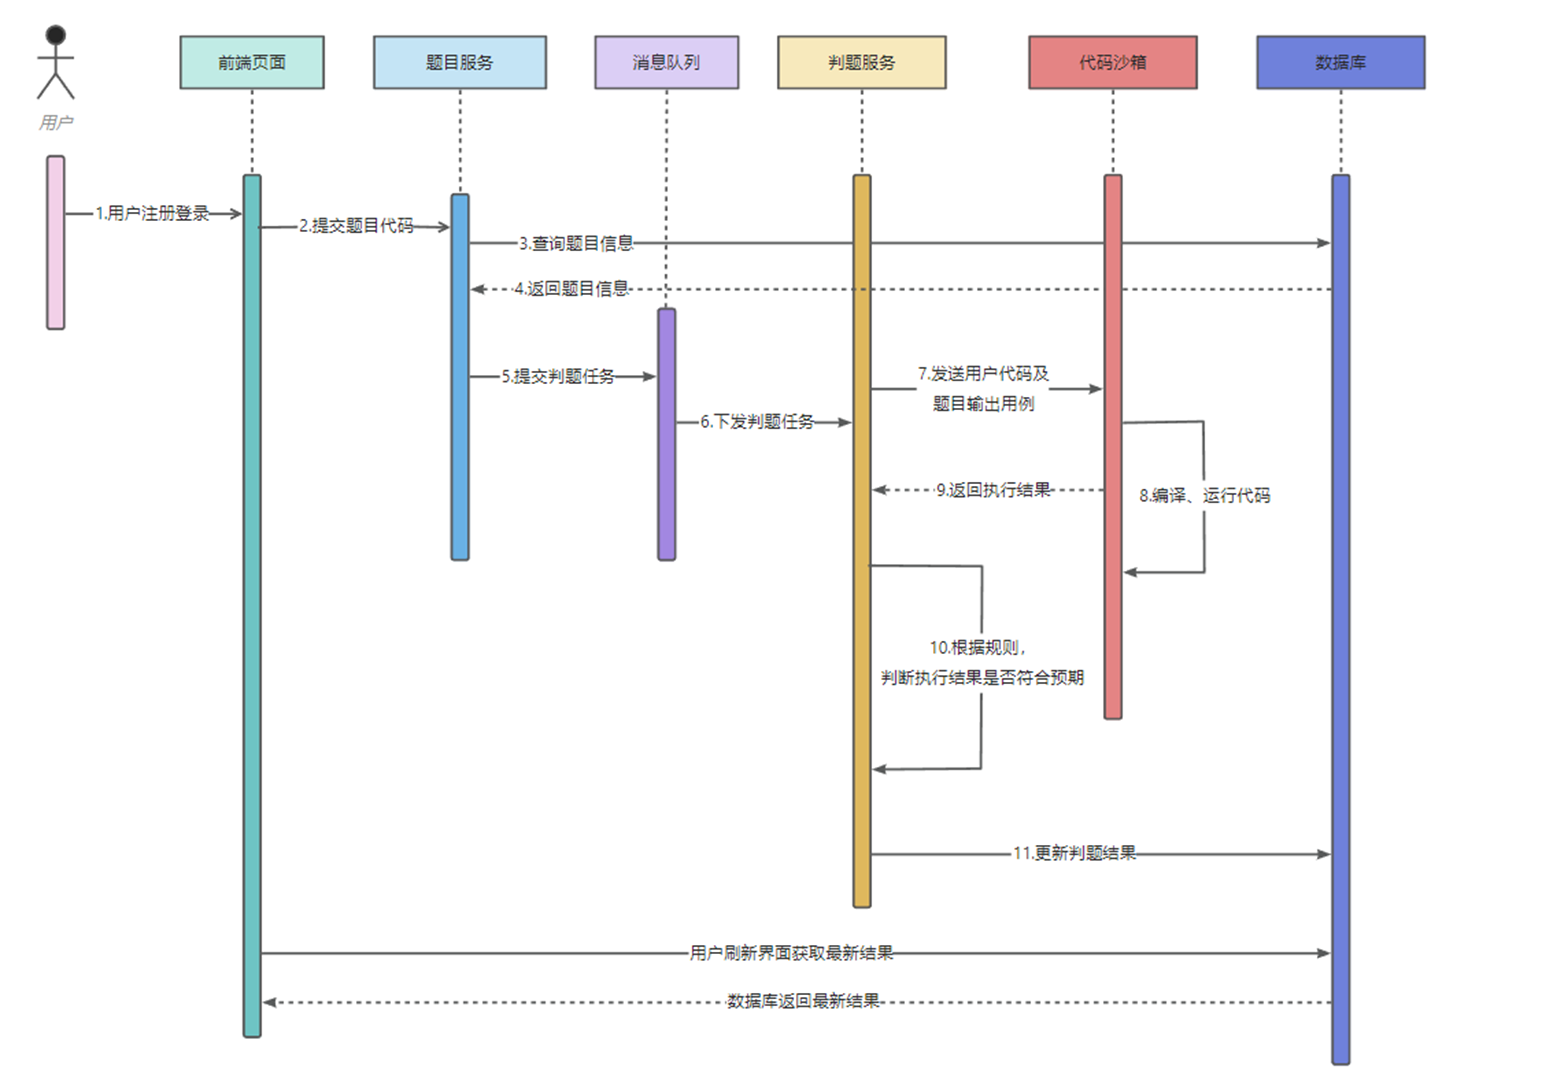 前端页面
题目服务
消息队列
判题服务
代码沙箱
数据库
用户
1.用户注册登录
2.提交题目代码
3.查询题目信息
4.返回题目信息
5.提交判题任务
6.下发判题任务
7.发送用户代码及
题目输出用例
8.编译、运行代码
9.返回执行结果
10.根据规则，
判断执行结果是否符合预期
11.更新判题结果
用户刷新界面获取最新结果
数据库返回最新结果